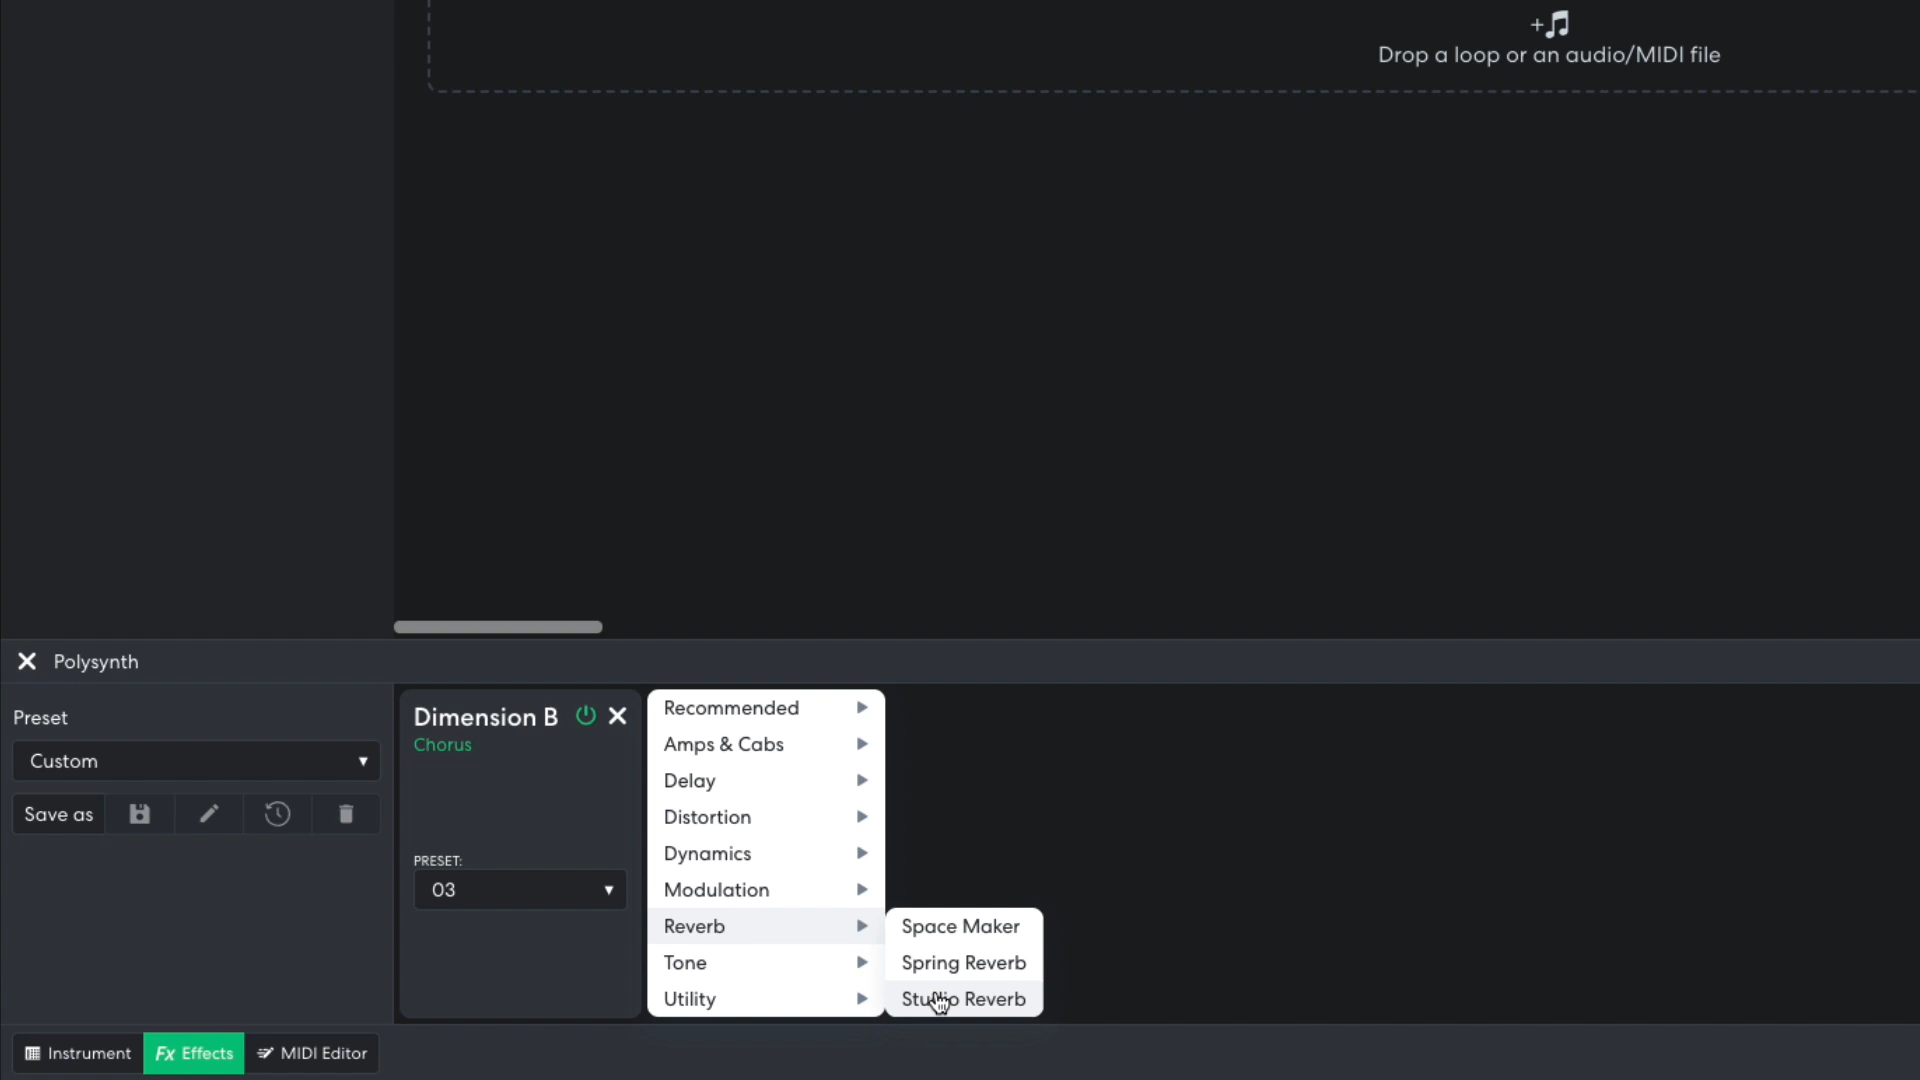 Drop a loop or an audio/MIDI file
Polysynth
Preset
Custom
Save as
Dimension B
Chorus
PRESET:
03
Recommended
Amps & Cabs
Delay
Distortion
Dynamics
Modulation
Reverb
Tone
Utility
Space Maker
Spring Reverb
Studio Reverb
Instrument
Fx Effects
MIDI Editor